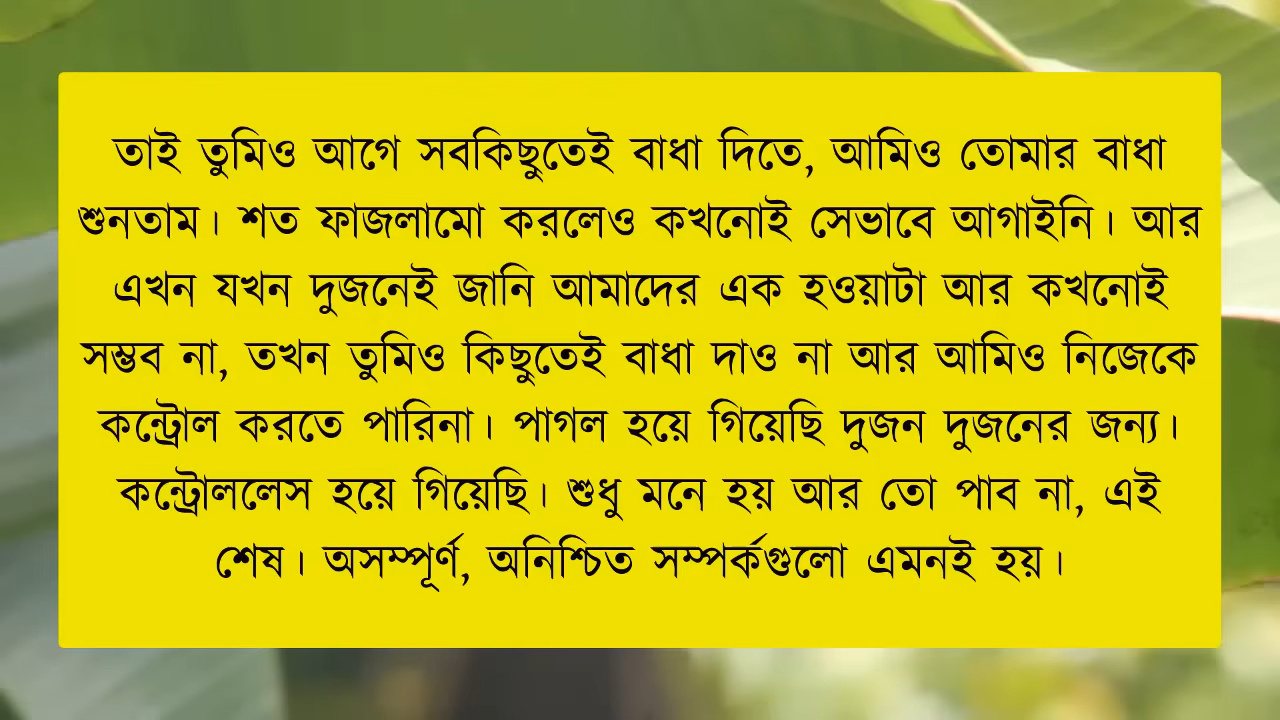 তাই তুমিও আগে সবকিছুতেই বাধা দিতে, আমিও তোমার বাধা
শুনতাম। শত ফাজলামো করলেও কখনোই সেভাবে আগাইনি। আর
এখন যখন দুজনেই জানি আমাদের এক হওয়াটা আর কখনোই
সম্ভব না, তখন তুমিও কিছুতেই বাধা দাও না আর আমিও নিজেকে
কন্ট্রোল করতে পারিনা। পাগল হয়ে গিয়েছি দুজন দুজনের জন্য।
কন্ট্রোললেস হয়ে গিয়েছি। শুধু মনে হয় আর তো পাব না, এই
শেষ। অসম্পূর্ণ, অনিশ্চিত সম্পর্কগুলো এমনই হয়।